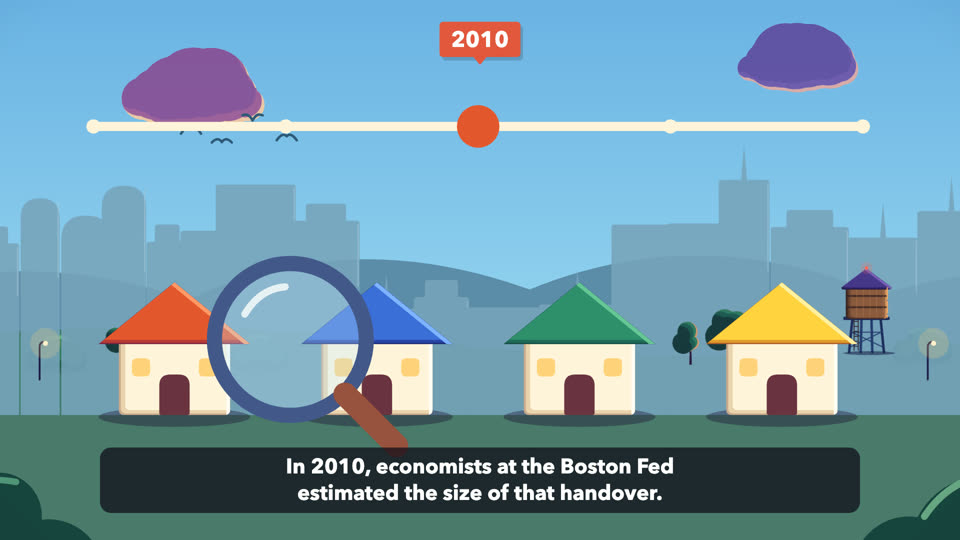 2010
In 2010, economists at the Boston Fed
estimated the size of that handover.